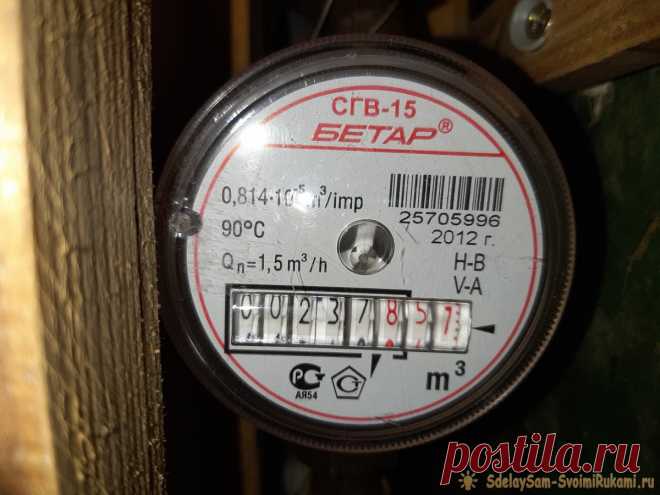 СГВ-15
БЕТАР®
0,814·10⁻⁵ m³/imp
25705996
90°C
2012 г.
Qn=1,5 m³/h
H-B
V-A
00237857
m³
АЯ54
postila.ru
SdelaySam-SvoimiRukami.ru